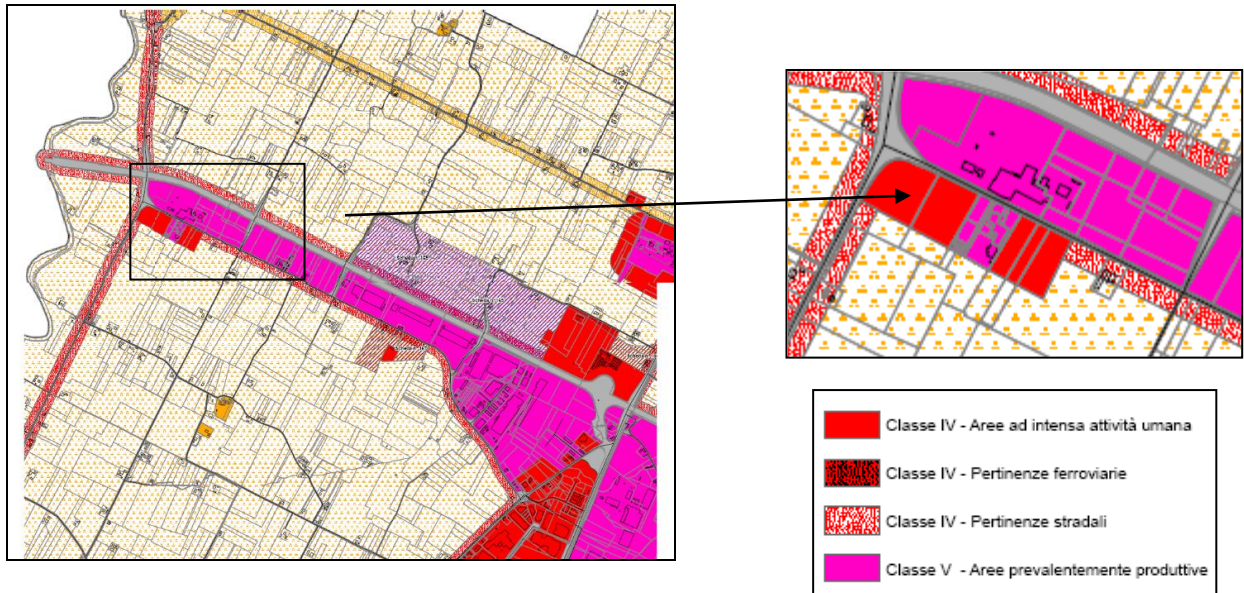 Classe IV - Aree ad intensa attività umana
Classe IV - Pertinenze ferroviarie
Classe IV - Pertinenze stradali
Classe V - Aree prevalentemente produttive